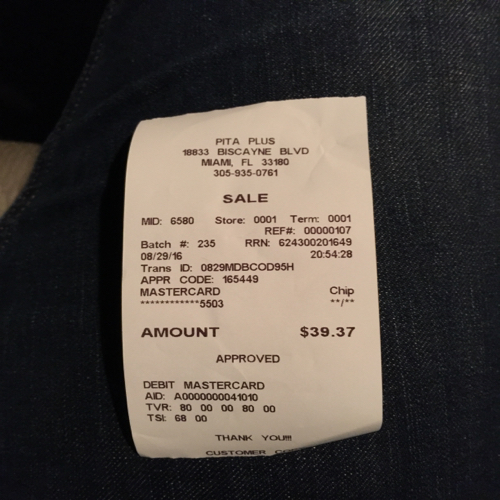 PITA PLUS
18833 BISCAYNE BLVD
MIAMI, FL 33180
305-935-0761
SALE
MID: 6580 Store: 0001 Term: 0001
REF#: 00000107
Batch #: 235 RRN: 624300201649
08/29/16 20:54:28
Trans ID: 0829MDBCOD95H
APPR CODE: 165449
MASTERCARD Chip
************5503 **/**
AMOUNT $39.37
APPROVED
DEBIT MASTERCARD
AID: A0000000041010
TVR: 80 00 00 80 00
TSI: 68 00
THANK YOU!!!
CUSTOMER